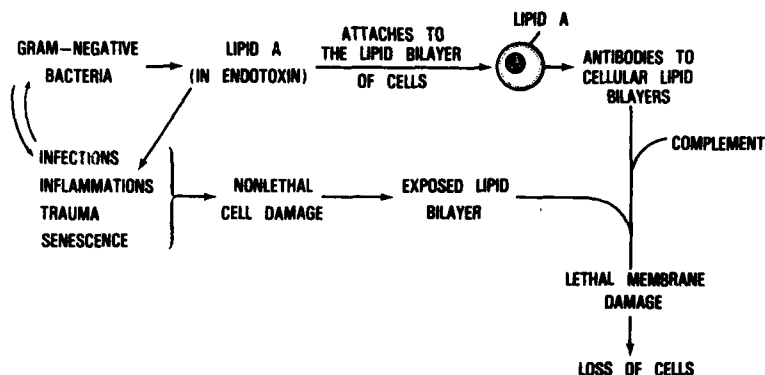 GRAM-NEGATIVE
BACTERIA
LIPID A
(IN ENDOTOXIN)
ATTACHES TO
THE LIPID BILAYER
OF CELLS
LIPID A
ANTIBODIES TO
CELLULAR LIPID
BILAYERS
COMPLEMENT
INFECTIONS
INFLAMMATIONS
TRAUMA
SENESCENCE
NONLETHAL
CELL DAMAGE
EXPOSED LIPID
BILAYER
LETHAL MEMBRANE
DAMAGE
LOSS OF CELLS